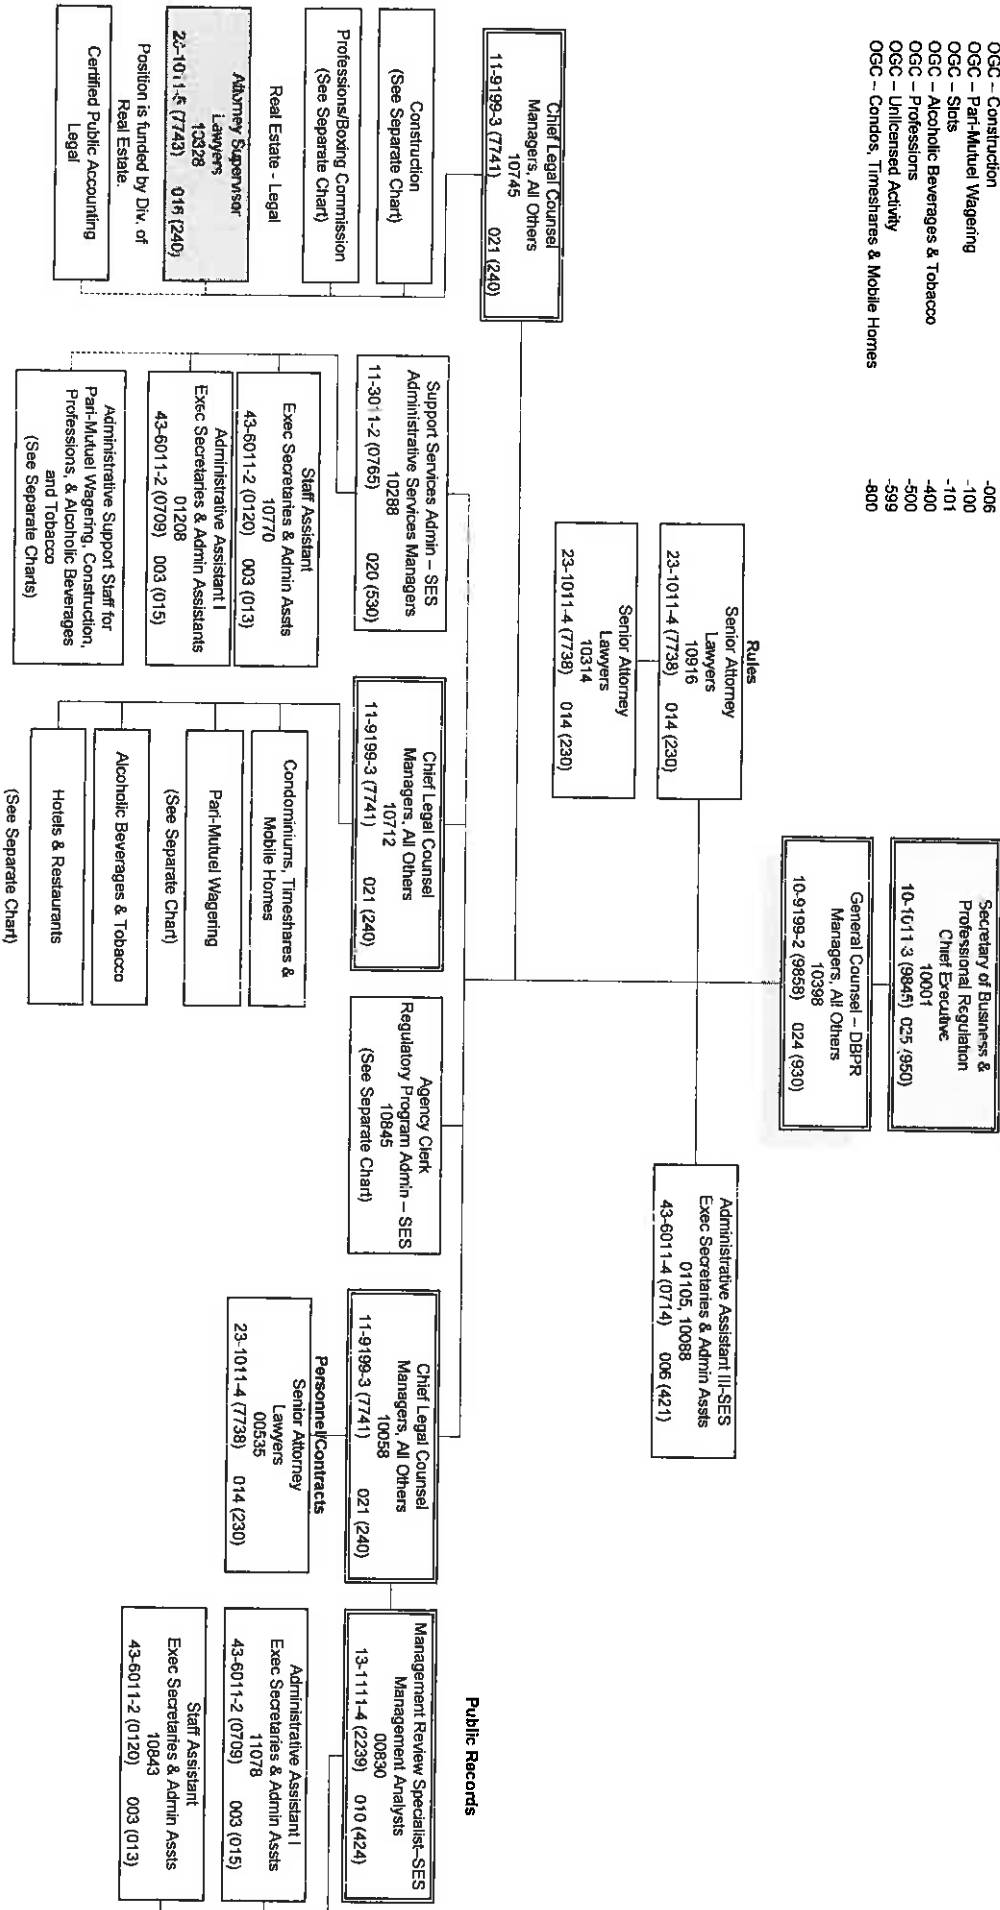 OGC – Construction -006
OGC – Pari-Mutuel Wagering -100
OGC – Slots -101
OGC – Alcoholic Beverages & Tobacco -400
OGC – Professions -500
OGC – Unlicensed Activity -599
OGC – Condos, Timeshares & Mobile Homes -800
Secretary of Business &
Professional Regulation
Chief Executive
10001
10-1011-3 (9845) 025 (950)
General Counsel – DBPR
Managers, All Others
10398
10-9199-2 (9858) 024 (930)
Rules
Senior Attorney
Lawyers
10916
23-1011-4 (7738) 014 (230)
Senior Attorney
Lawyers
10314
23-1011-4 (7738) 014 (230)
Administrative Assistant III-SES
Exec Secretaries & Admin Assts
01105, 10088
43-6011-4 (0714) 006 (421)
Chief Legal Counsel
Managers, All Others
10745
11-9199-3 (7741) 021 (240)
Construction
(See Separate Chart)
Professions/Boxing Commission
(See Separate Chart)
Real Estate - Legal
Attorney Supervisor
Lawyers
10328
23-1011-5 (7743) 016 (240)
Position is funded by Div. of
Real Estate.
Certified Public Accounting
Legal
Support Services Admin – SES
Administrative Services Managers
10288
11-3011-2 (0765) 020 (530)
Staff Assistant
Exec Secretaries & Admin Assts
10770
43-6011-2 (0120) 003 (013)
Administrative Assistant I
Exec Secretaries & Admin Assistants
01208
43-6011-2 (0709) 003 (015)
Administrative Support Staff for
Pari-Mutuel Wagering, Construction,
Professions, & Alcoholic Beverages
and Tobacco
(See Separate Charts)
Chief Legal Counsel
Managers, All Others
10712
11-9199-3 (7741) 021 (240)
Condominiums, Timeshares &
Mobile Homes
Pari-Mutuel Wagering
(See Separate Chart)
Alcoholic Beverages & Tobacco
Hotels & Restaurants
(See Separate Chart)
Agency Clerk
Regulatory Program Admin – SES
10845
(See Separate Chart)
Chief Legal Counsel
Managers, All Others
10058
11-9199-3 (7741) 021 (240)
Personnel/Contracts
Senior Attorney
Lawyers
00535
23-1011-4 (7738) 014 (230)
Public Records
Management Review Specialist–SES
Management Analysts
00830
13-1111-4 (2239) 010 (424)
Administrative Assistant I
Exec Secretaries & Admin Assts
11078
43-6011-2 (0709) 003 (015)
Staff Assistant
Exec Secretaries & Admin Assts
10843
43-6011-2 (0120) 003 (013)